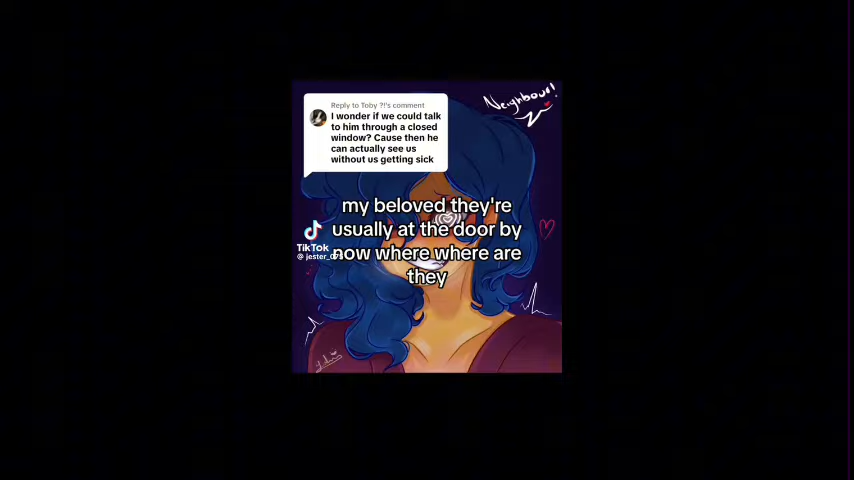 Neighbour!
Reply to Toby ?!'s comment
I wonder if we could talk
to him through a closed
window? Cause then he
can actually see us
without us getting sick
my beloved they're
usually at the door by
now where where are
they
TikTok